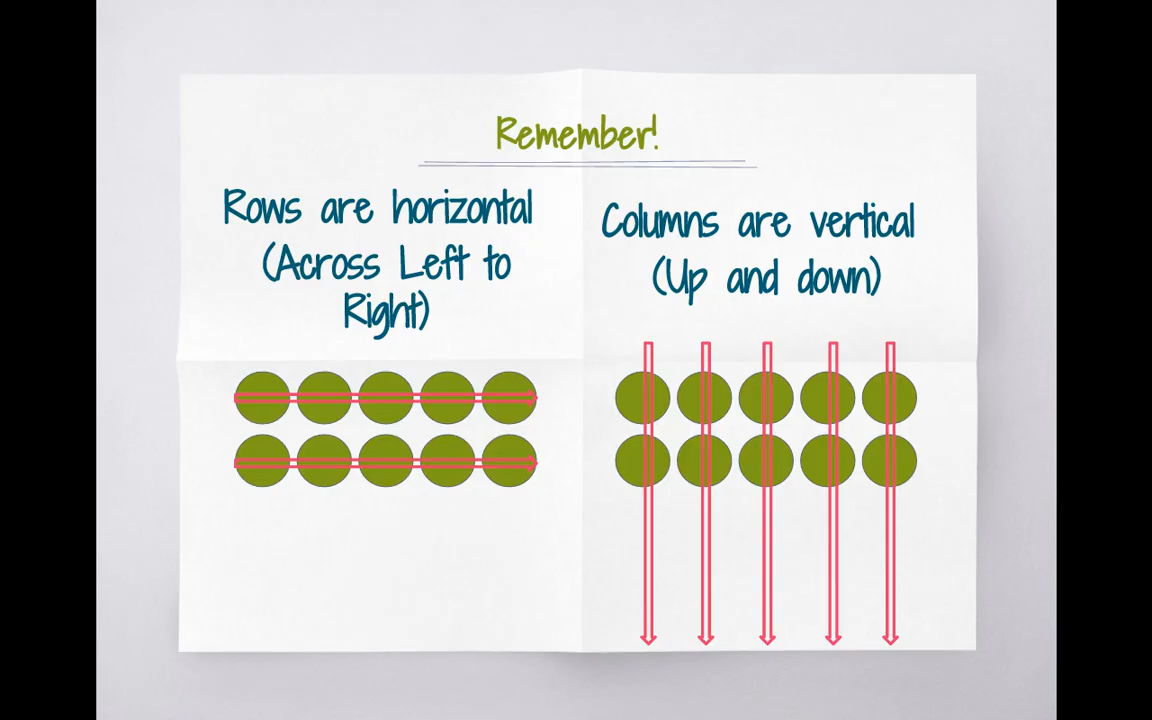 Remember!
Rows are horizontal
(Across Left to
Right)
Columns are vertical
(Up and down)